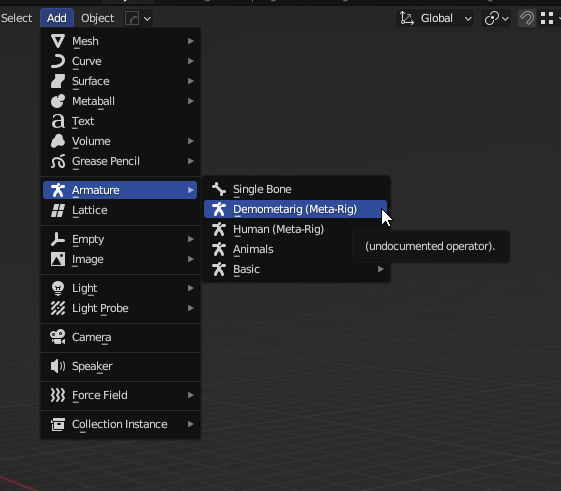 Select Add Object Global
Mesh
Curve
Surface
Metaball
Text
Volume
Grease Pencil
Armature
Lattice
Empty
Image
Light
Light Probe
Camera
Speaker
Force Field
Collection Instance
Single Bone
Demometarig (Meta-Rig)
Human (Meta-Rig)
Animals
Basic
(undocumented operator).